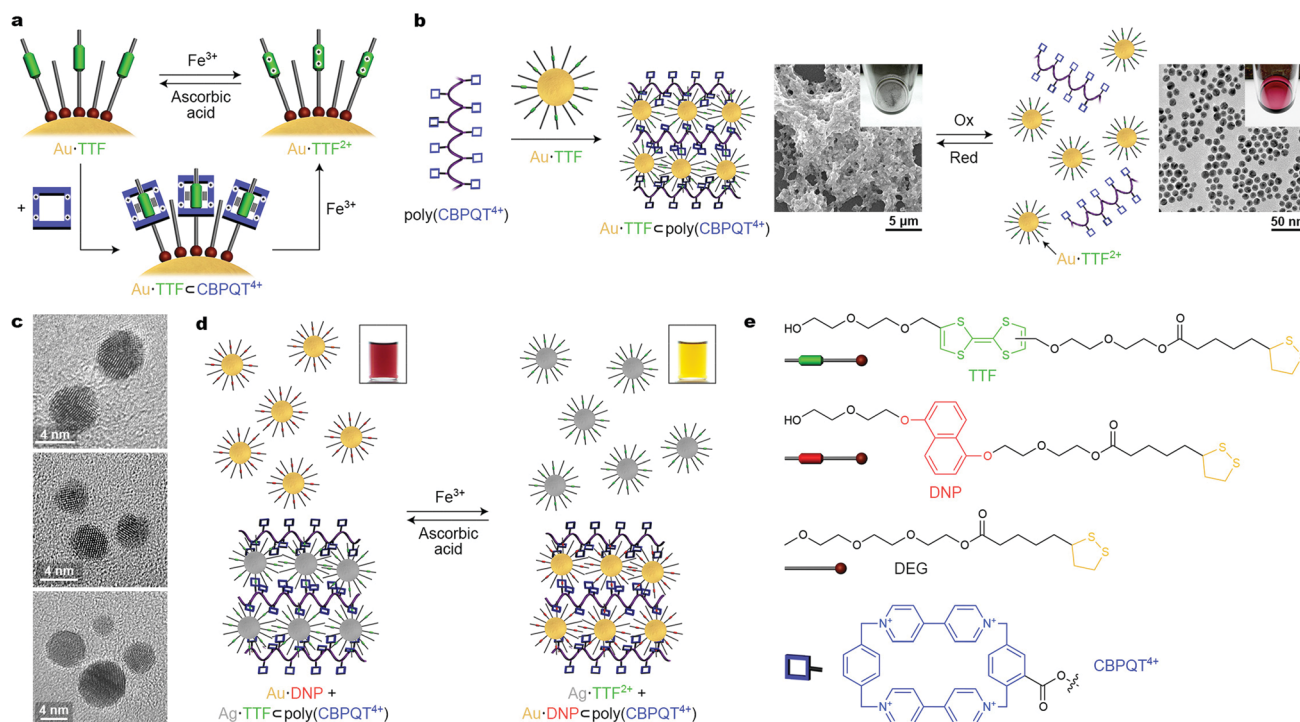 a
Fe³⁺
Ascorbic
acid
Au·TTF
Au·TTF²⁺
+
Fe³⁺
Au·TTF⊂CBPQT⁴⁺
b
poly(CBPQT⁴⁺)
Au·TTF
Au·TTF⊂poly(CBPQT⁴⁺)
5 µm
Ox
Red
Au·TTF²⁺
50 nm
c
4 nm
4 nm
4 nm
d
Fe³⁺
Ascorbic
acid
Au·DNP +
Ag·TTF⊂poly(CBPQT⁴⁺)
Ag·TTF²⁺ +
Au·DNP⊂poly(CBPQT⁴⁺)
e
HO O O S S S S O O O O S S
TTF
HO O O O O O O S S
DNP
O O O O O S S
DEG
N⁺ N⁺
CBPQT⁴⁺
O O
N⁺ N⁺